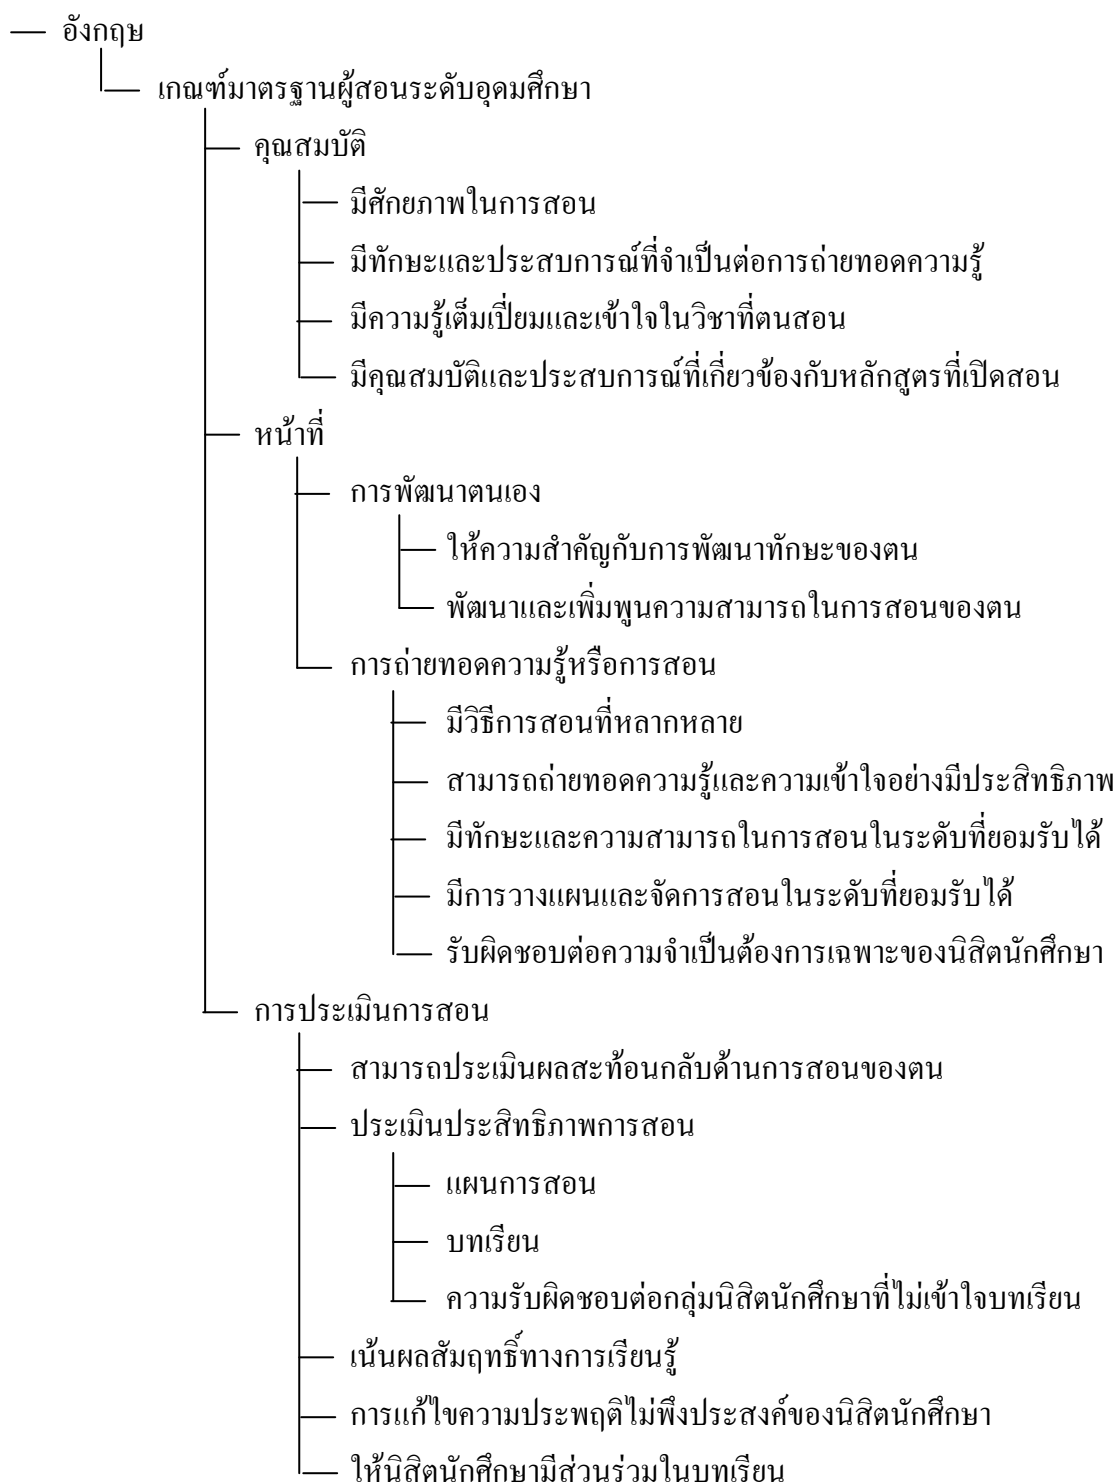 อังกฤษ
เกณฑ์มาตรฐานผู้สอนระดับอุดมศึกษา
คุณสมบัติ
มีศักยภาพในการสอน
มีทักษะและประสบการณ์ที่จำเป็นต่อการถ่ายทอดความรู้
มีความรู้เต็มเปี่ยมและเข้าใจในวิชาที่ตนสอน
มีคุณสมบัติและประสบการณ์ที่เกี่ยวข้องกับหลักสูตรที่เปิดสอน
หน้าที่
การพัฒนาตนเอง
ให้ความสำคัญกับการพัฒนาทักษะของตน
พัฒนาและเพิ่มพูนความสามารถในการสอนของตน
การถ่ายทอดความรู้หรือการสอน
มีวิธีการสอนที่หลากหลาย
สามารถถ่ายทอดความรู้และความเข้าใจอย่างมีประสิทธิภาพ
มีทักษะและความสามารถในการสอนในระดับที่ยอมรับได้
มีการวางแผนและจัดการสอนในระดับที่ยอมรับได้
รับผิดชอบต่อความจำเป็นต้องการเฉพาะของนิสิตนักศึกษา
การประเมินการสอน
สามารถประเมินผลสะท้อนกลับด้านการสอนของตน
ประเมินประสิทธิภาพการสอน
แผนการสอน
บทเรียน
ความรับผิดชอบต่อกลุ่มนิสิตนักศึกษาที่ไม่เข้าใจบทเรียน
เน้นผลสัมฤทธิ์ทางการเรียนรู้
การแก้ไขความประพฤติไม่พึงประสงค์ของนิสิตนักศึกษา
ให้นิสิตนักศึกษามีส่วนร่วมในบทเรียน